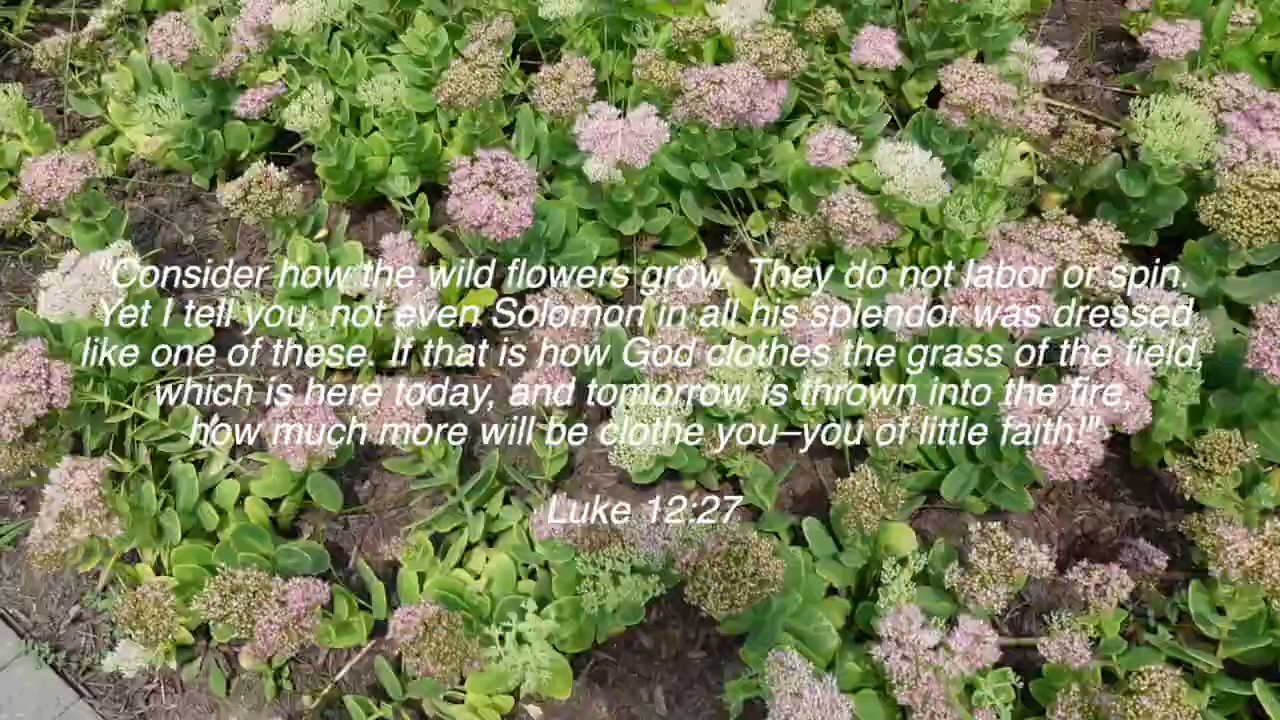 "Consider how the wild flowers grow. They do not labor or spin.
Yet I tell you, not even Solomon in all his splendor was dressed
like one of these. If that is how God clothes the grass of the field,
which is here today, and tomorrow is thrown into the fire,
how much more will be clothe you–you of little faith!"
Luke 12:27